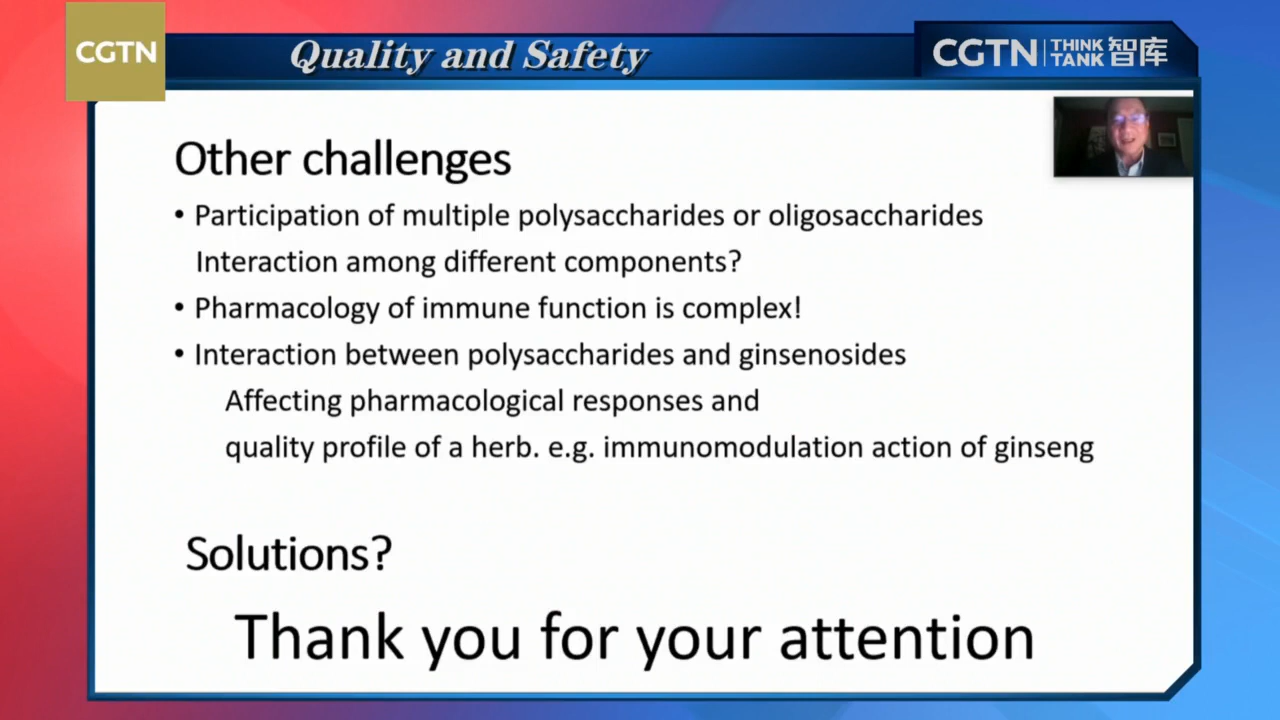 CGTN
Quality and Safety
CGTN THINK TANK 智库
Other challenges
• Participation of multiple polysaccharides or oligosaccharides
Interaction among different components?
• Pharmacology of immune function is complex!
• Interaction between polysaccharides and ginsenosides
Affecting pharmacological responses and
quality profile of a herb. e.g. immunomodulation action of ginseng
Solutions?
Thank you for your attention